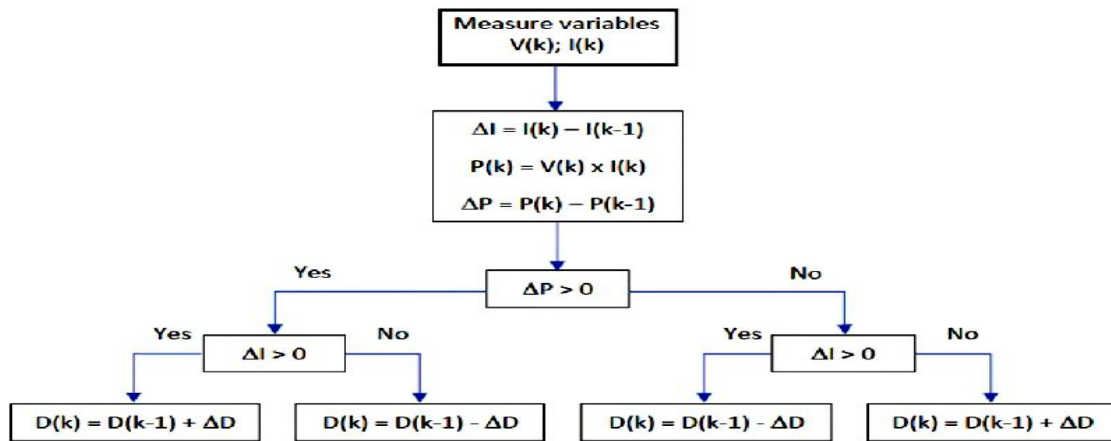 Measure variables
V(k); I(k)
ΔI = I(k) – I(k-1)
P(k) = V(k) x I(k)
ΔP = P(k) – P(k-1)
Yes
No
ΔP > 0
Yes
No
Yes
No
ΔI > 0
ΔI > 0
D(k) = D(k-1) + ΔD
D(k) = D(k-1) - ΔD
D(k) = D(k-1) - ΔD
D(k) = D(k-1) + ΔD